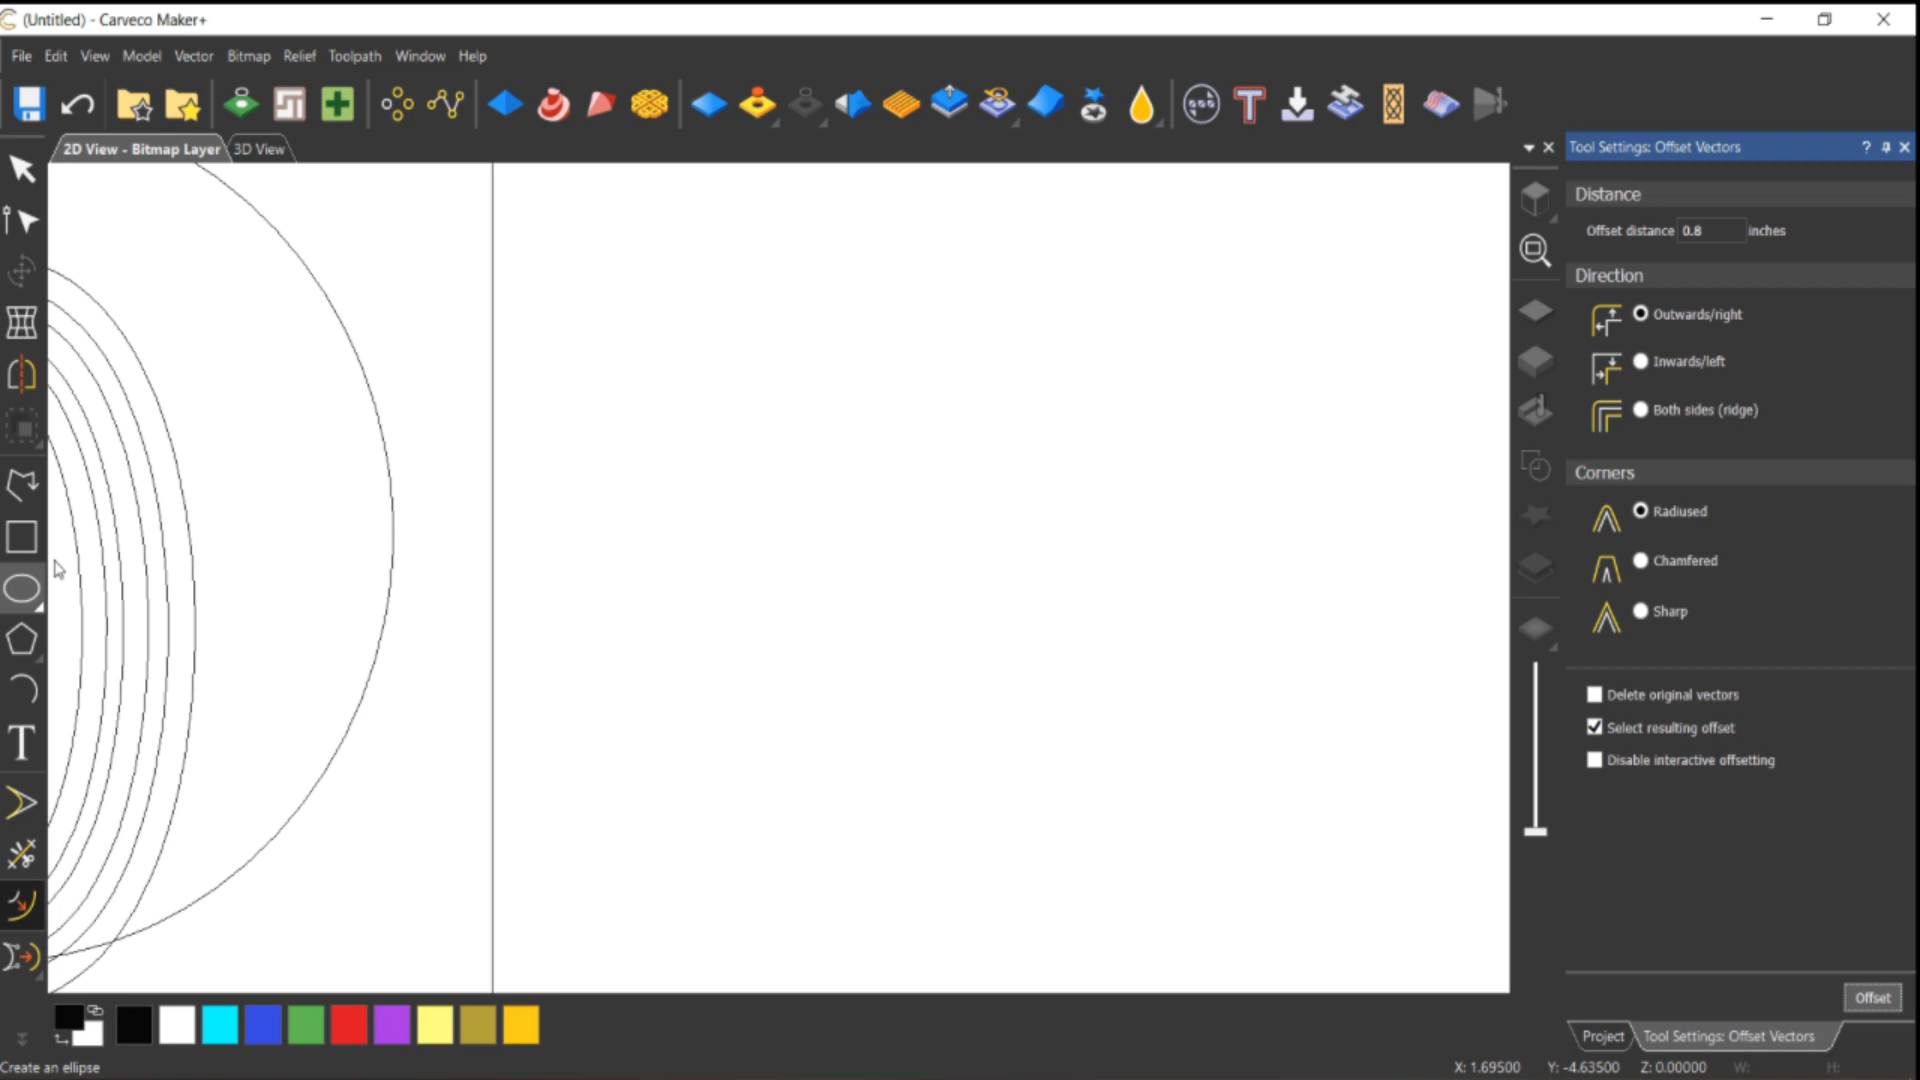 (Untitled) - Carveco Maker+
File Edit View Model Vector Bitmap Relief Toolpath Window Help
2D View - Bitmap Layer 3D View
Tool Settings: Offset Vectors ?
Distance
Offset distance 0.8 inches
Direction
Outwards/right
Inwards/left
Both sides (ridge)
Corners
Radiused
Chamfered
Sharp
Delete original vectors
Select resulting offset
Disable interactive offsetting
Offset
Project Tool Settings: Offset Vectors
Create an ellipse X: 1.69500 Y: -4.63500 Z: 0.00000 W: H: